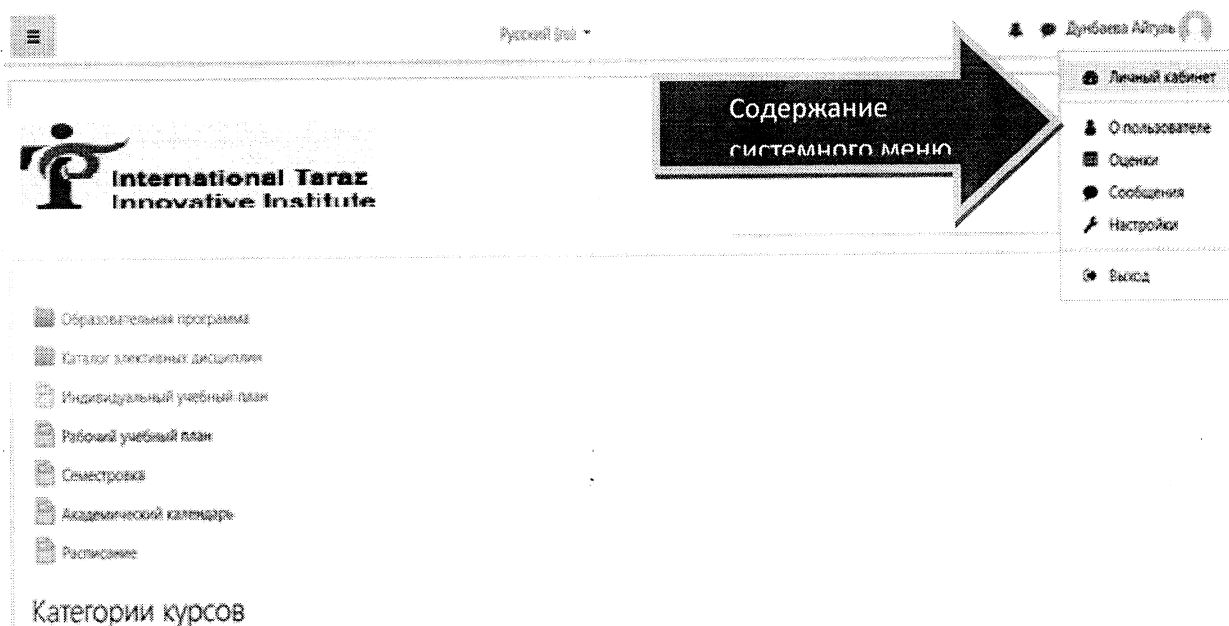 Русский (ru)
Дунбаева Айгуль
Личный кабинет
О пользователе
Оценки
Сообщения
Настройки
Выход
Содержание
системного меню
International Taraz
Innovative Institute
Образовательная программа
Каталог элективных дисциплин
Индивидуальный учебный план
Рабочий учебный план
Семестровка
Академический календарь
Расписание
Категории курсов